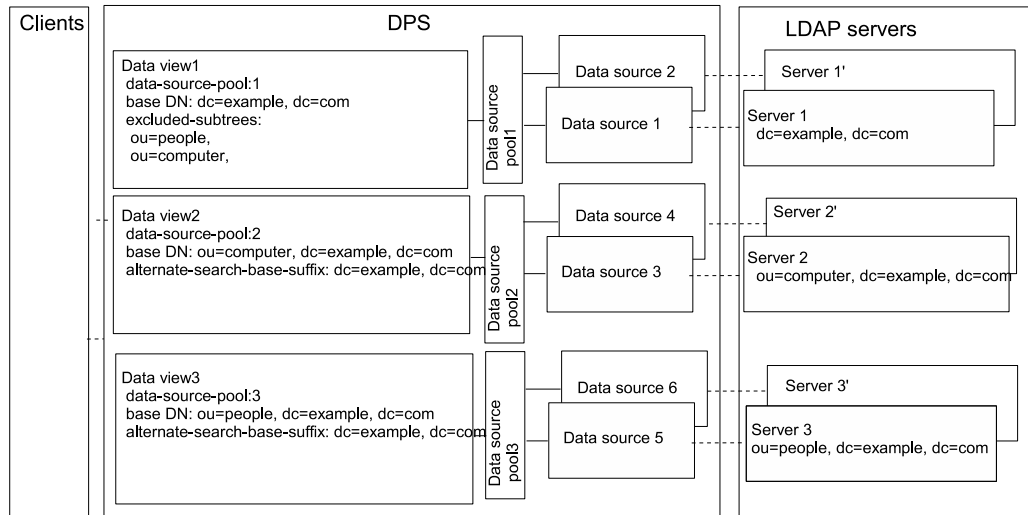 Clients
DPS
LDAP servers
Data view1
data-source-pool:1
base DN: dc=example, dc=com
excluded-subtrees:
ou=people,
ou=computer,
Data source
pool1
Data source 2
Data source 1
Server 1'
Server 1
dc=example, dc=com
Data view2
data-source-pool:2
base DN: ou=computer, dc=example, dc=com
alternate-search-base-suffix: dc=example, dc=com
Data source
pool2
Data source 4
Data source 3
Server 2'
Server 2
ou=computer, dc=example, dc=com
Data view3
data-source-pool:3
base DN: ou=people, dc=example, dc=com
alternate-search-base-suffix: dc=example, dc=com
Data source
pool3
Data source 6
Data source 5
Server 3'
Server 3
ou=people, dc=example, dc=com